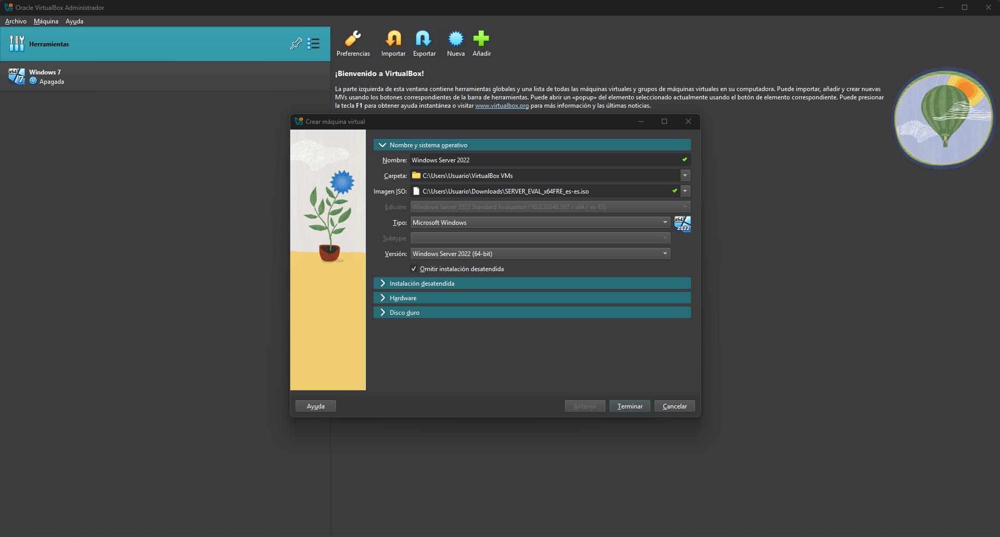 Oracle VirtualBox Administrador
Archivo Máquina Ayuda
Herramientas
Windows 7
Apagada
x64
7
Preferencias Importar Exportar Nueva Añadir
¡Bienvenido a VirtualBox!
La parte izquierda de esta ventana contiene herramientas globales y una lista de todas las máquinas virtuales y grupos de máquinas virtuales en su computadora. Puede importar, añadir y crear nuevas
MVs usando los botones correspondientes de la barra de herramientas. Puede abrir un «popup» del elemento seleccionado actualmente usando el botón de elemento correspondiente. Puede presionar
la tecla F1 para obtener ayuda instantánea o visitar www.virtualbox.org para más información y las últimas noticias.
Crear máquina virtual
Nombre y sistema operativo
Nombre: Windows Server 2022
Carpeta: C:\Users\Usuario\VirtualBox VMs
Imagen ISO: C:\Users\Usuario\Downloads\SERVER_EVAL_x64FRE_es-es.iso
Edición: Windows Server 2022 Standard Evaluation (10.0.20348.587 / x64 / es-ES)
Tipo: Microsoft Windows
x64
2022
Subtype:
Versión: Windows Server 2022 (64-bit)
Omitir instalación desatendida
Instalación desatendida
Hardware
Disco duro
Ayuda Anterior Terminar Cancelar